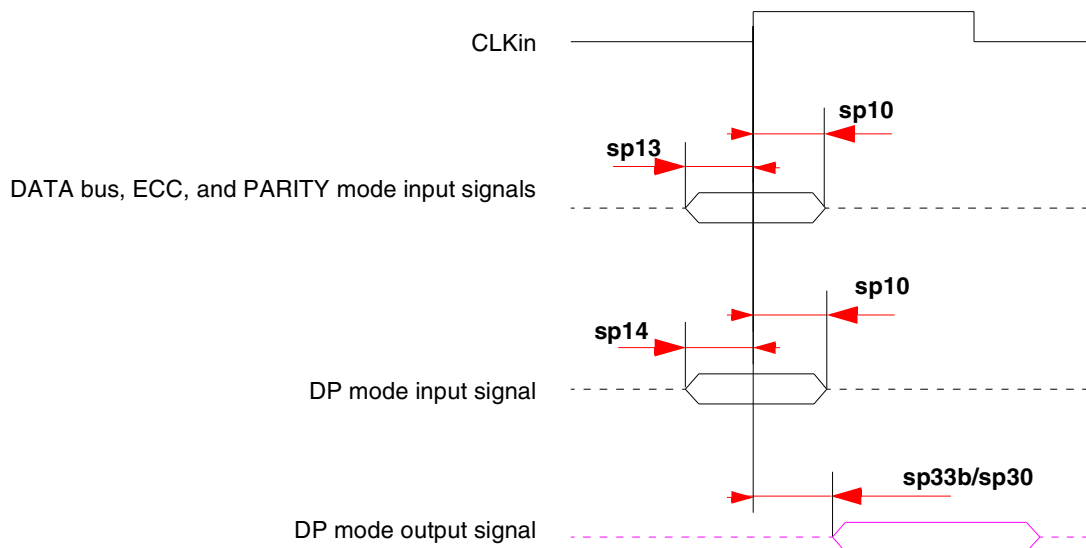 CLKin
sp10
sp13
DATA bus, ECC, and PARITY mode input signals
sp10
sp14
DP mode input signal
sp33b/sp30
DP mode output signal